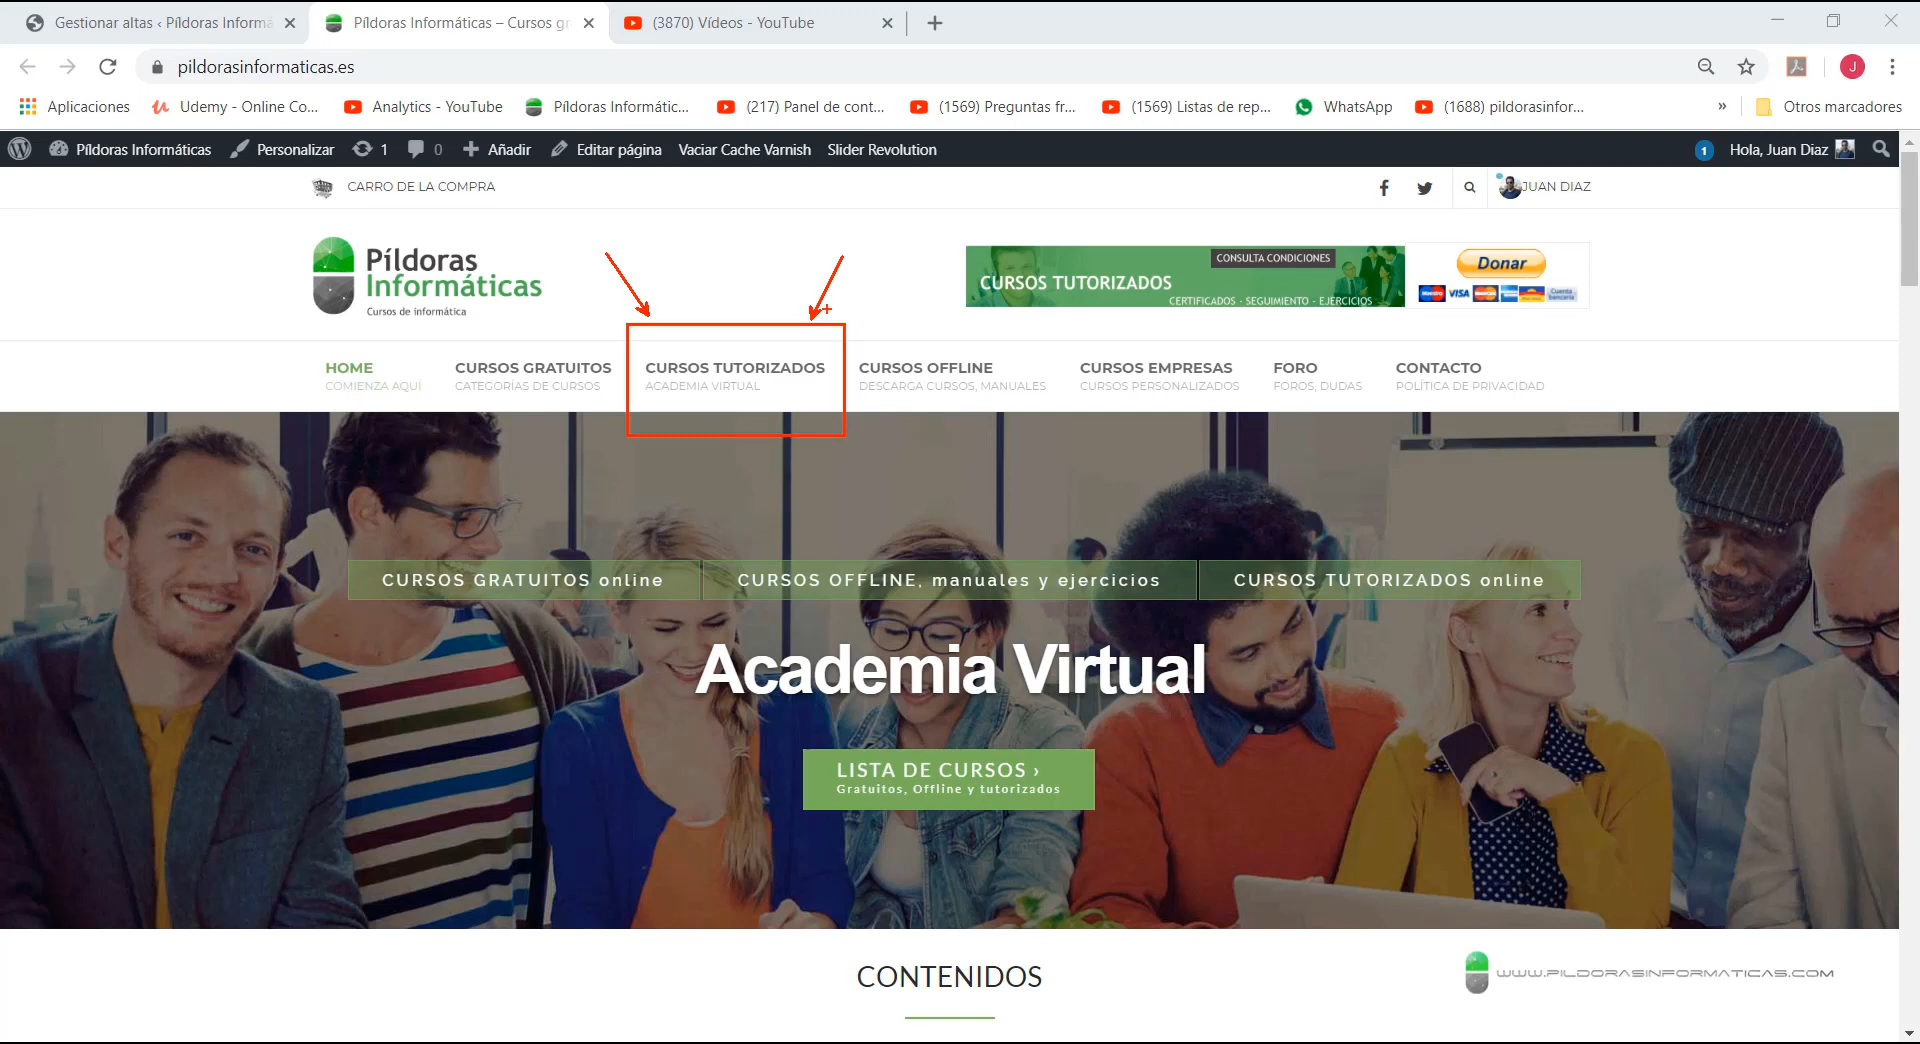 Gestionar altas ‹ Píldoras Informá
Píldoras Informáticas – Cursos gr
(3870) Vídeos - YouTube
pildorasinformaticas.es
J
Aplicaciones
Udemy - Online Co...
Analytics - YouTube
Píldoras Informátic...
(217) Panel de cont...
(1569) Preguntas fr...
(1569) Listas de rep...
WhatsApp
(1688) pildorasinfor...
»
Otros marcadores
Píldoras Informáticas
Personalizar
1
0
Añadir
Editar página
Vaciar Cache Varnish
Slider Revolution
1
Hola, Juan Diaz
CARRO DE LA COMPRA
JUAN DIAZ
Píldoras
Informáticas
Cursos de informática
CONSULTA CONDICIONES
CURSOS TUTORIZADOS
CERTIFICADOS - SEGUIMIENTO - EJERCICIOS
Donar
VISA
Cuenta
bancaria
HOME
COMIENZA AQUÍ
CURSOS GRATUITOS
CATEGORÍAS DE CURSOS
CURSOS TUTORIZADOS
ACADEMIA VIRTUAL
CURSOS OFFLINE
DESCARGA CURSOS, MANUALES
CURSOS EMPRESAS
CURSOS PERSONALIZADOS
FORO
FOROS, DUDAS
CONTACTO
POLÍTICA DE PRIVACIDAD
CURSOS GRATUITOS online
CURSOS OFFLINE, manuales y ejercicios
CURSOS TUTORIZADOS online
Academia Virtual
LISTA DE CURSOS ›
Gratuitos, Offline y tutorizados
CONTENIDOS
WWW.PILDORASINFORMATICAS.COM